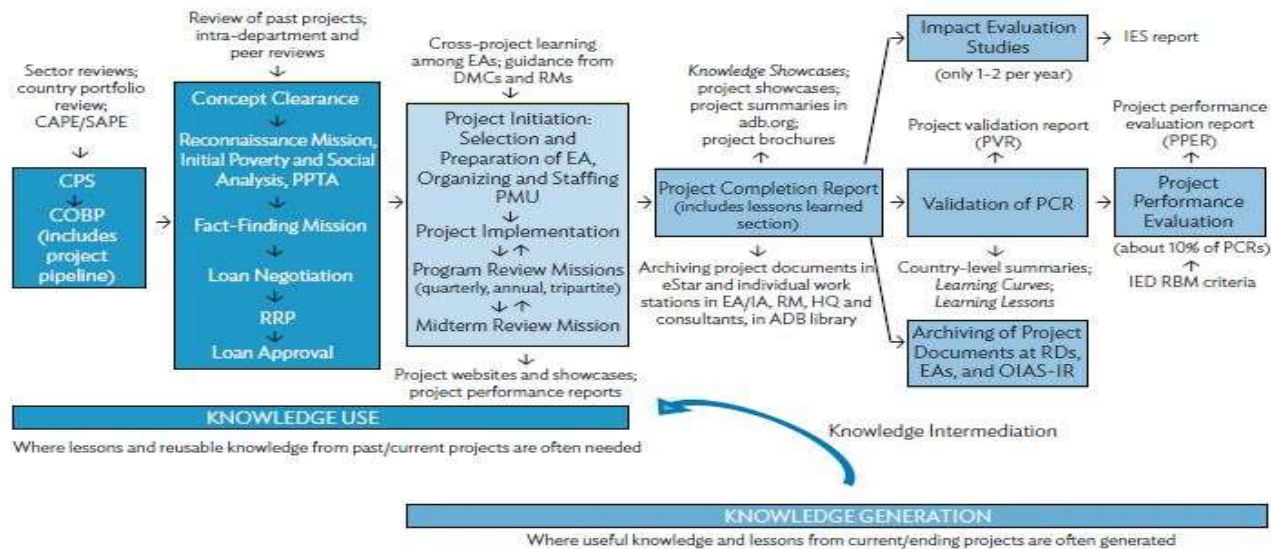 Review of past projects;
intra-department and
peer reviews
Sector reviews;
country portfolio
review;
CAPE/SAPE
CPS
COBP
(includes
project
pipeline)
Concept Clearance
Reconnaissance Mission,
Initial Poverty and Social
Analysis, PPTA
Fact-Finding Mission
Loan Negotiation
RRP
Loan Approval
Cross-project learning
among EAs; guidance from
DMCs and RMs
Project Initiation:
Selection and
Preparation of EA,
Organizing and Staffing
PMU
Project Implementation
Program Review Missions
(quarterly, annual, tripartite)
Midterm Review Mission
Project websites and showcases;
project performance reports
Knowledge Showcases;
project showcases;
project summaries in
adb.org;
project brochures
Project Completion Report
(includes lessons learned
section)
Archiving project documents in
eStar and individual work
stations in EA/IA, RM, HQ and
consultants, in ADB library
Impact Evaluation
Studies
(only 1-2 per year)
IES report
Project validation report
(PVR)
Validation of PCR
Country-level summaries;
Learning Curves;
Learning Lessons
Project performance
evaluation report
(PPER)
Project
Performance
Evaluation
(about 10% of PCRs)
IED RBM criteria
Archiving of Project
Documents at RDs,
EAs, and OIAS-IR
KNOWLEDGE USE
Where lessons and reusable knowledge from past/current projects are often needed
Knowledge Intermediation
KNOWLEDGE GENERATION
Where useful knowledge and lessons from current/ending projects are often generated